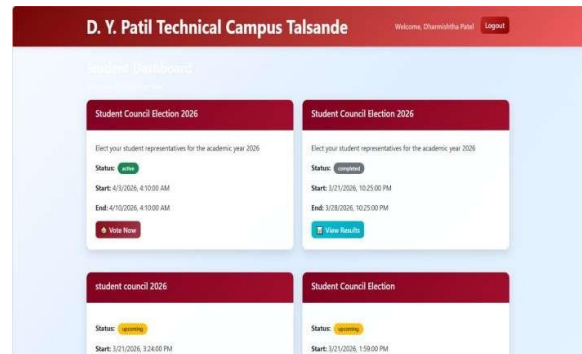 D. Y. Patil Technical Campus Talsande
Welcome, Dharmishtha Patel
Logout
Student Dashboard
Student Council Election 2026
Elect your student representatives for the academic year 2026
Status: active
Start: 4/3/2026, 4:10:00 AM
End: 4/10/2026, 4:10:00 AM
Vote Now
Student Council Election 2026
Elect your student representatives for the academic year 2026
Status: completed
Start: 3/21/2026, 10:25:00 PM
End: 3/28/2026, 10:25:00 PM
View Results
student council 2026
Status: upcoming
Start: 3/21/2026, 3:24:00 PM
Student Council Election
Status: upcoming
Start: 3/21/2026, 1:59:00 PM